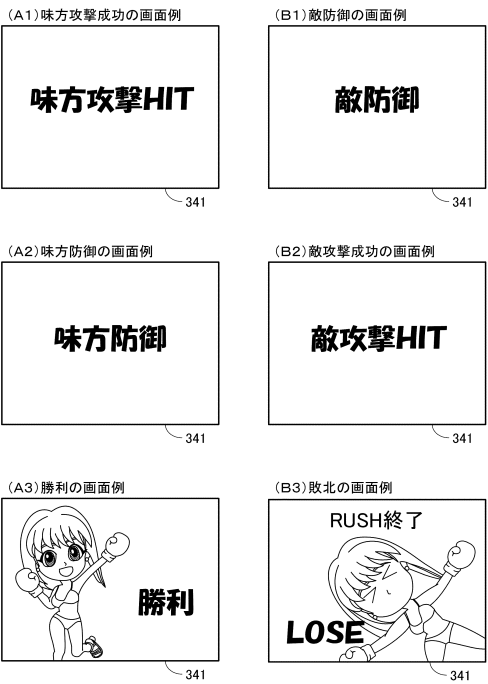 (A1)味方攻撃成功の画面例
味方攻撃HIT
341
(B1)敵防御の画面例
敵防御
341
(A2)味方防御の画面例
味方防御
341
(B2)敵攻撃成功の画面例
敵攻撃HIT
341
(A3)勝利の画面例
勝利
341
(B3)敗北の画面例
RUSH終了
LOSE
341